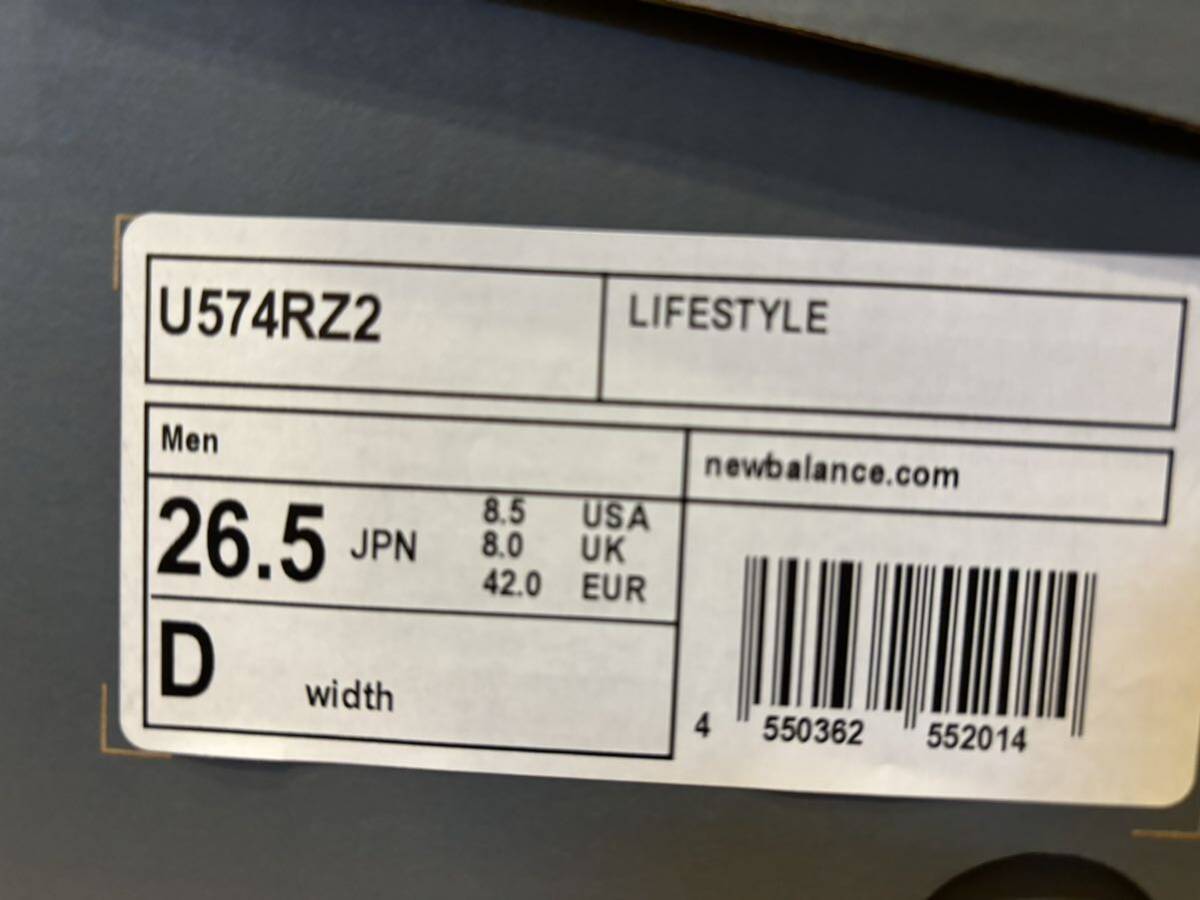 U574RZ2
LIFESTYLE
Men
newbalance.com
26.5 JPN
8.5 USA
8.0 UK
42.0 EUR
D width
4 550362 552014